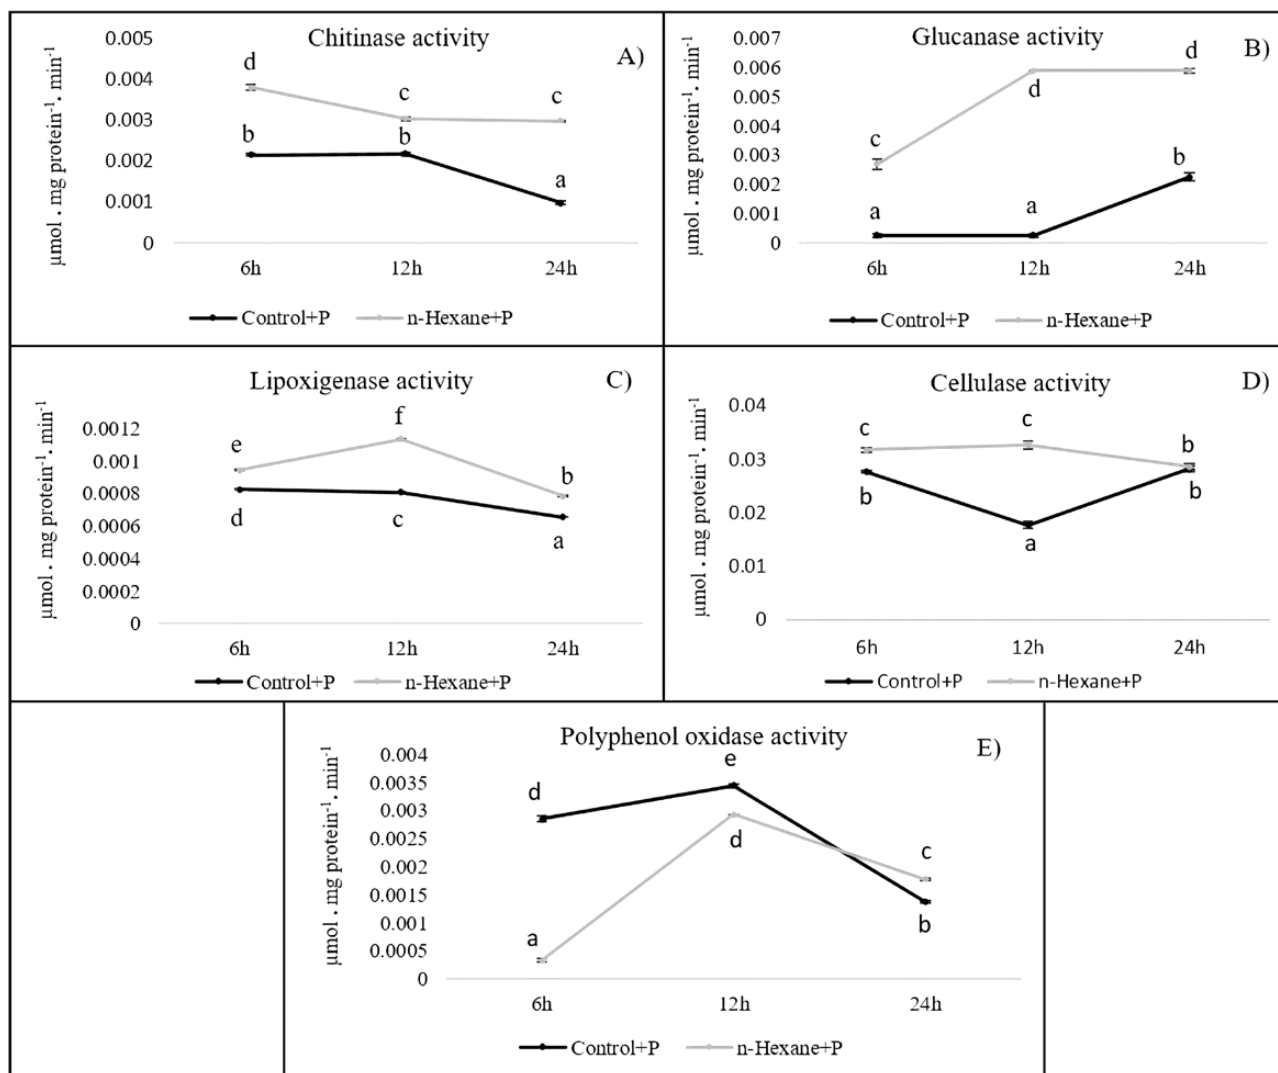 Chitinase activity
A)
µmol . mg protein⁻¹. min⁻¹
0.005
0.004
0.003
0.002
0.001
0
d
c
c
b
b
a
6h 12h 24h
Control+P n-Hexane+P
Glucanase activity
B)
µmol . mg protein⁻¹. min⁻¹
0.007
0.006
0.005
0.004
0.003
0.002
0.001
0
c
d
d
a
a
b
6h 12h 24h
Control+P n-Hexane+P
Lipoxigenase activity
C)
µmol . mg protein⁻¹. min⁻¹
0.0012
0.001
0.0008
0.0006
0.0004
0.0002
0
e
f
b
d
c
a
6h 12h 24h
Control+P n-Hexane+P
Cellulase activity
D)
µmol . mg protein⁻¹. min⁻¹
0.04
0.03
0.02
0.01
0
c
c
b
b
a
b
6h 12h 24h
Control+P n-Hexane+P
Polyphenol oxidase activity
E)
µmol . mg protein⁻¹. min⁻¹
0.004
0.0035
0.003
0.0025
0.002
0.0015
0.001
0.0005
0
d
e
c
a
d
b
6h 12h 24h
Control+P n-Hexane+P